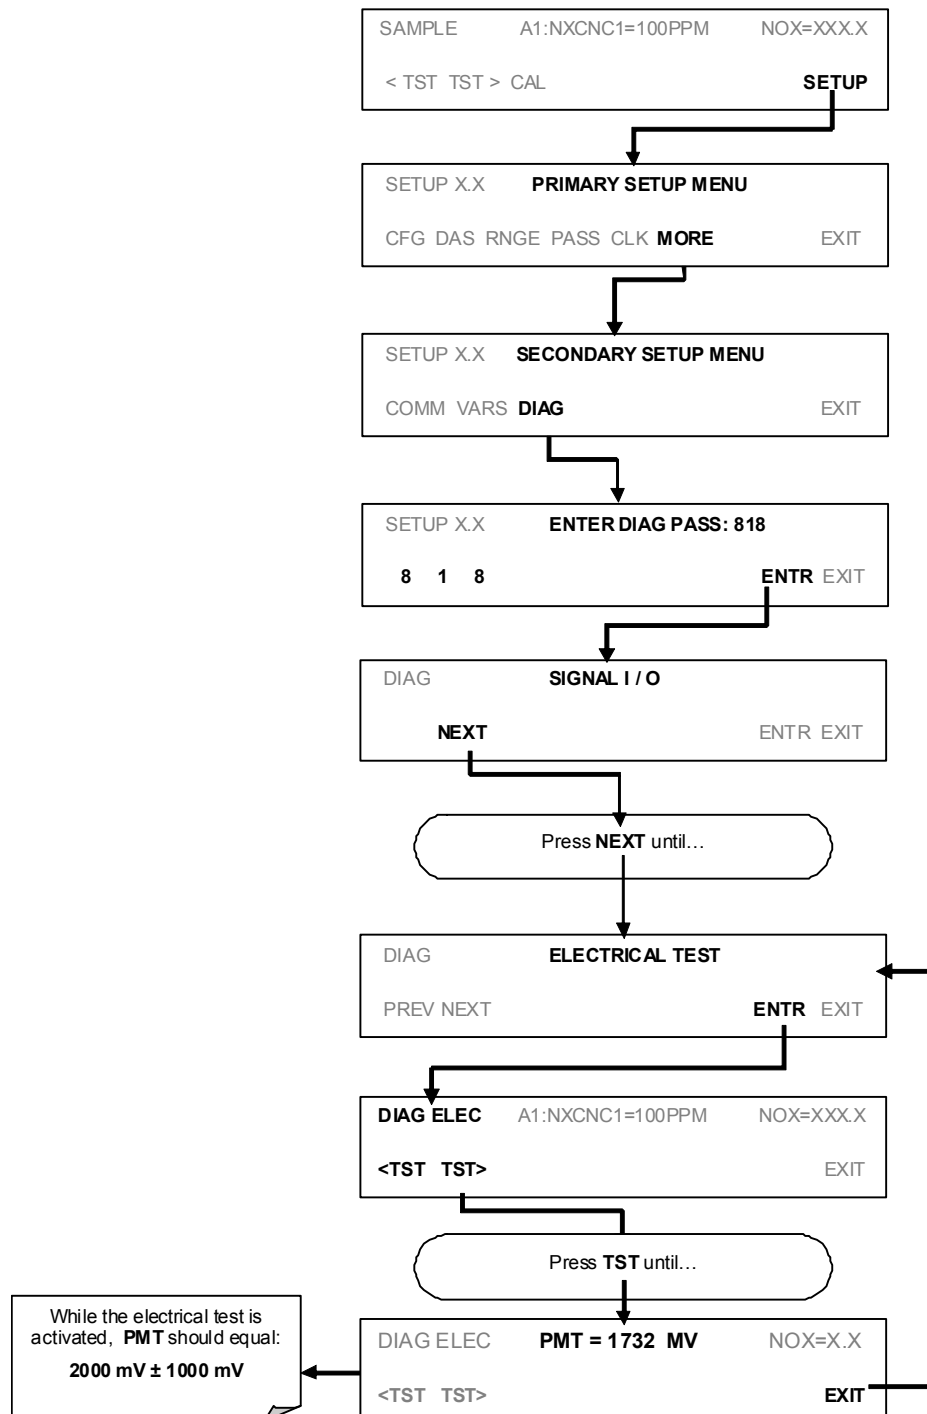 SAMPLE A1:NXCNC1=100PPM NOX=XXX.X
< TST TST > CAL SETUP
SETUP X.X PRIMARY SETUP MENU
CFG DAS RNGE PASS CLK MORE EXIT
SETUP X.X SECONDARY SETUP MENU
COMM VARS DIAG EXIT
SETUP X.X ENTER DIAG PASS: 818
8 1 8 ENTR EXIT
DIAG SIGNAL I / O
NEXT ENTR EXIT
Press NEXT until…
DIAG ELECTRICAL TEST
PREV NEXT ENTR EXIT
DIAG ELEC A1:NXCNC1=100PPM NOX=XXX.X
<TST TST> EXIT
Press TST until…
While the electrical test is
activated, PMT should equal:
2000 mV ± 1000 mV
DIAG ELEC PMT = 1732 MV NOX=X.X
<TST TST> EXIT